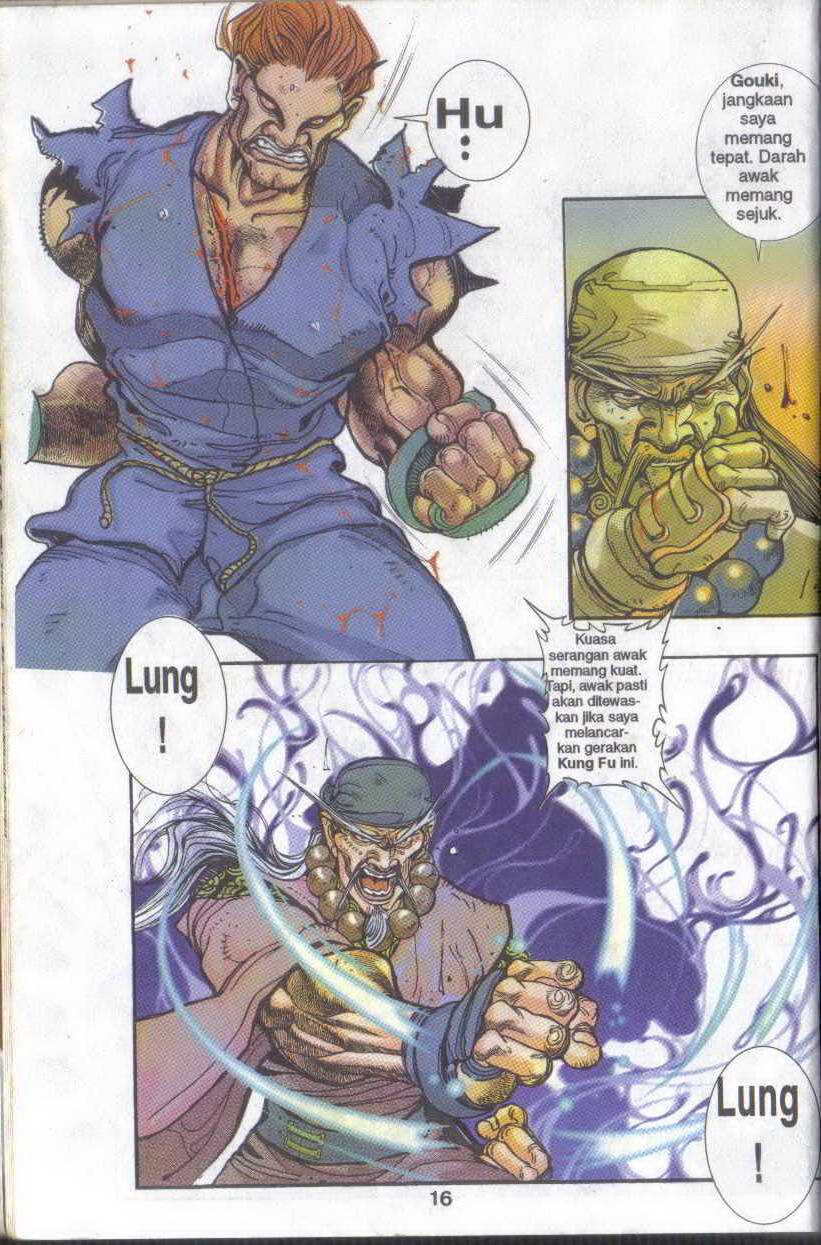 Hu
!
Gouki,
jangkaan
saya
memang
tepat. Darah
awak
memang
sejuk.
Kuasa
serangan awak
memang kuat.
Tapi, awak pasti
akan ditewas-
kan jika saya
melancar-
kan gerakan
Kung Fu ini.
Lung
!
Lung
!
16